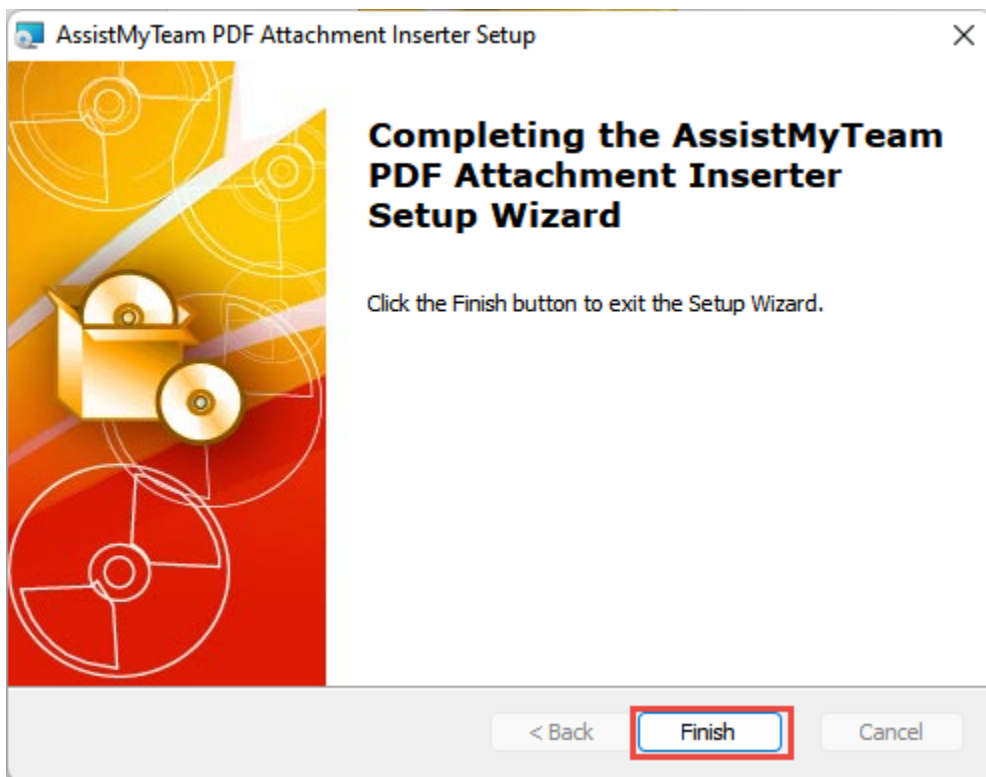 AssistMyTeam PDF Attachment Inserter Setup
Completing the AssistMyTeam
PDF Attachment Inserter
Setup Wizard
Click the Finish button to exit the Setup Wizard.
< Back Finish Cancel